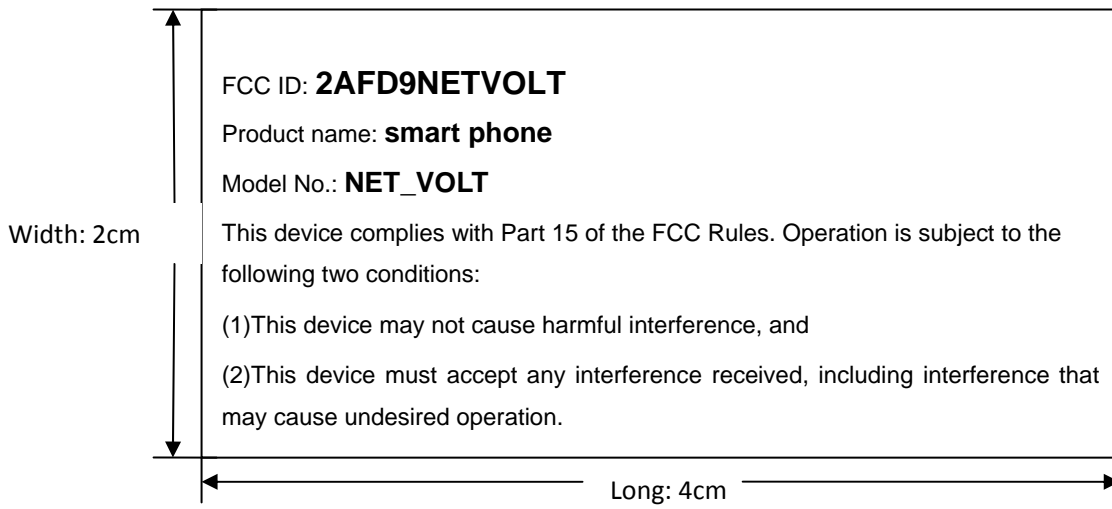 FCC ID: 2AFD9NETVOLT
Product name: smart phone
Model No.: NET_VOLT
Width: 2cm
This device complies with Part 15 of the FCC Rules. Operation is subject to the
following two conditions:
(1)This device may not cause harmful interference, and
(2)This device must accept any interference received, including interference that
may cause undesired operation.
Long: 4cm